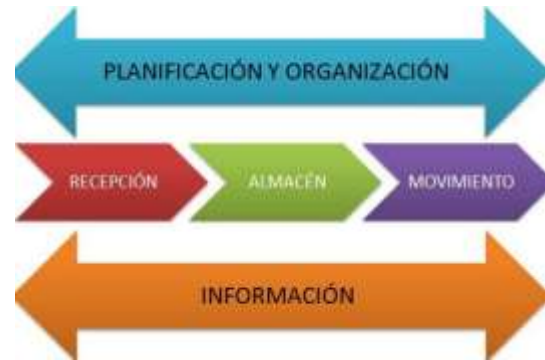 PLANIFICACIÓN Y ORGANIZACIÓN
RECEPCIÓN
ALMACÉN
MOVIMIENTO
INFORMACIÓN